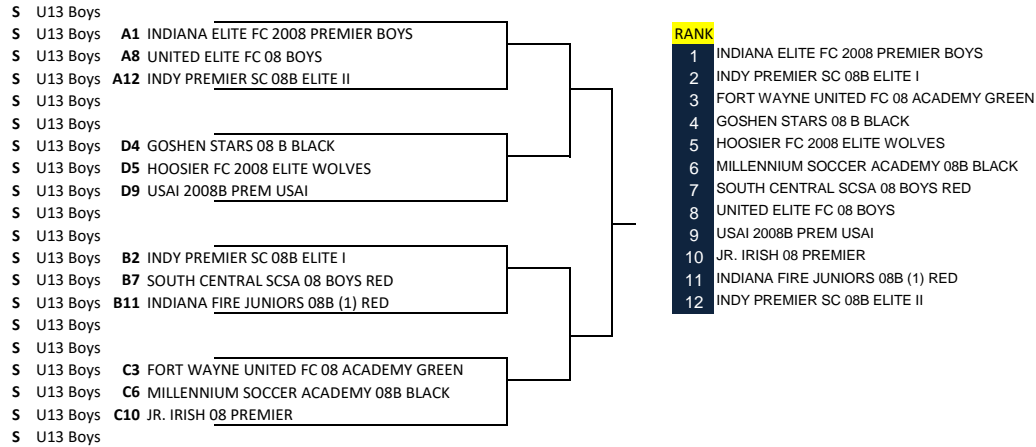 S U13 Boys
S U13 Boys A1 INDIANA ELITE FC 2008 PREMIER BOYS
S U13 Boys A8 UNITED ELITE FC 08 BOYS
S U13 Boys A12 INDY PREMIER SC 08B ELITE II
S U13 Boys
S U13 Boys
S U13 Boys D4 GOSHEN STARS 08 B BLACK
S U13 Boys D5 HOOSIER FC 2008 ELITE WOLVES
S U13 Boys D9 USAI 2008B PREM USAI
S U13 Boys
S U13 Boys
S U13 Boys B2 INDY PREMIER SC 08B ELITE I
S U13 Boys B7 SOUTH CENTRAL SCSA 08 BOYS RED
S U13 Boys B11 INDIANA FIRE JUNIORS 08B (1) RED
S U13 Boys
S U13 Boys
S U13 Boys C3 FORT WAYNE UNITED FC 08 ACADEMY GREEN
S U13 Boys C6 MILLENNIUM SOCCER ACADEMY 08B BLACK
S U13 Boys C10 JR. IRISH 08 PREMIER
S U13 Boys
RANK
1 INDIANA ELITE FC 2008 PREMIER BOYS
2 INDY PREMIER SC 08B ELITE I
3 FORT WAYNE UNITED FC 08 ACADEMY GREEN
4 GOSHEN STARS 08 B BLACK
5 HOOSIER FC 2008 ELITE WOLVES
6 MILLENNIUM SOCCER ACADEMY 08B BLACK
7 SOUTH CENTRAL SCSA 08 BOYS RED
8 UNITED ELITE FC 08 BOYS
9 USAI 2008B PREM USAI
10 JR. IRISH 08 PREMIER
11 INDIANA FIRE JUNIORS 08B (1) RED
12 INDY PREMIER SC 08B ELITE II